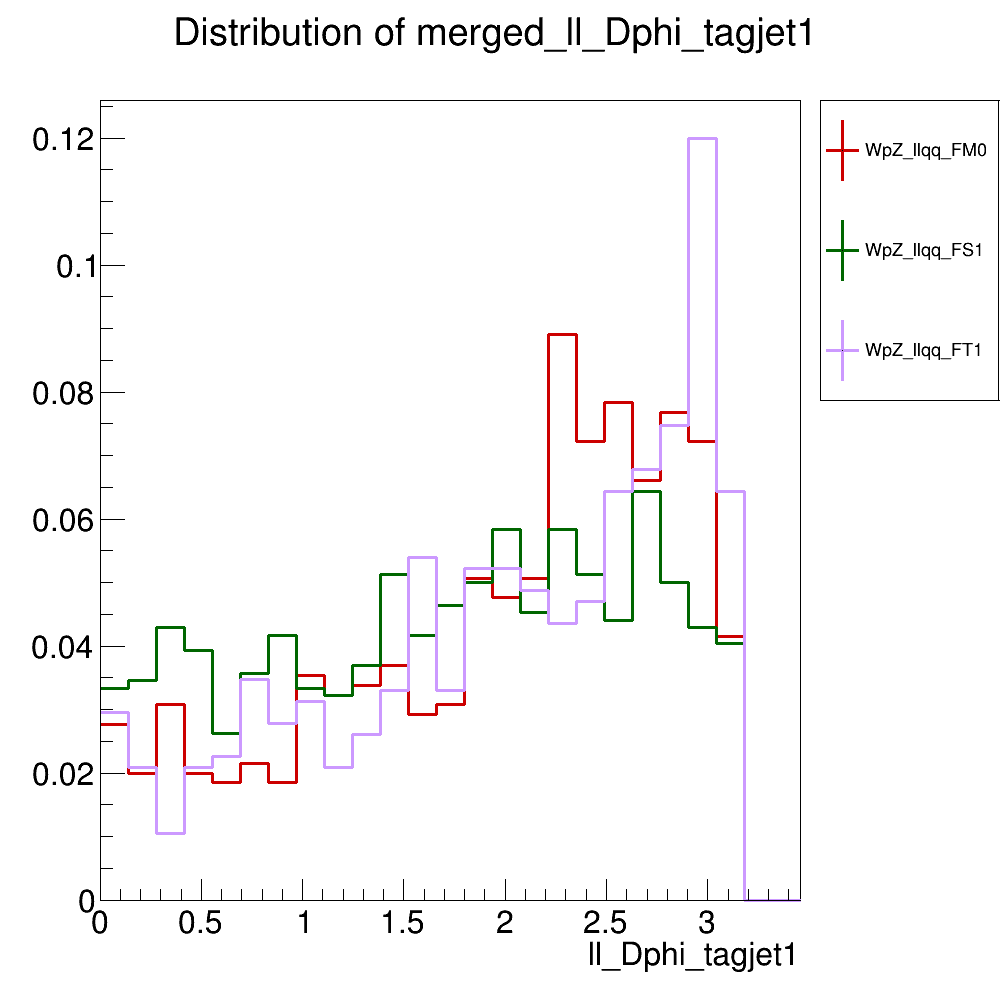 Distribution of merged_ll_Dphi_tagjet1
0.12
0.1
0.08
0.06
0.04
0.02
0
0 0.5 1 1.5 2 2.5 3
ll_Dphi_tagjet1
WpZ_llqq_FM0
WpZ_llqq_FS1
WpZ_llqq_FT1